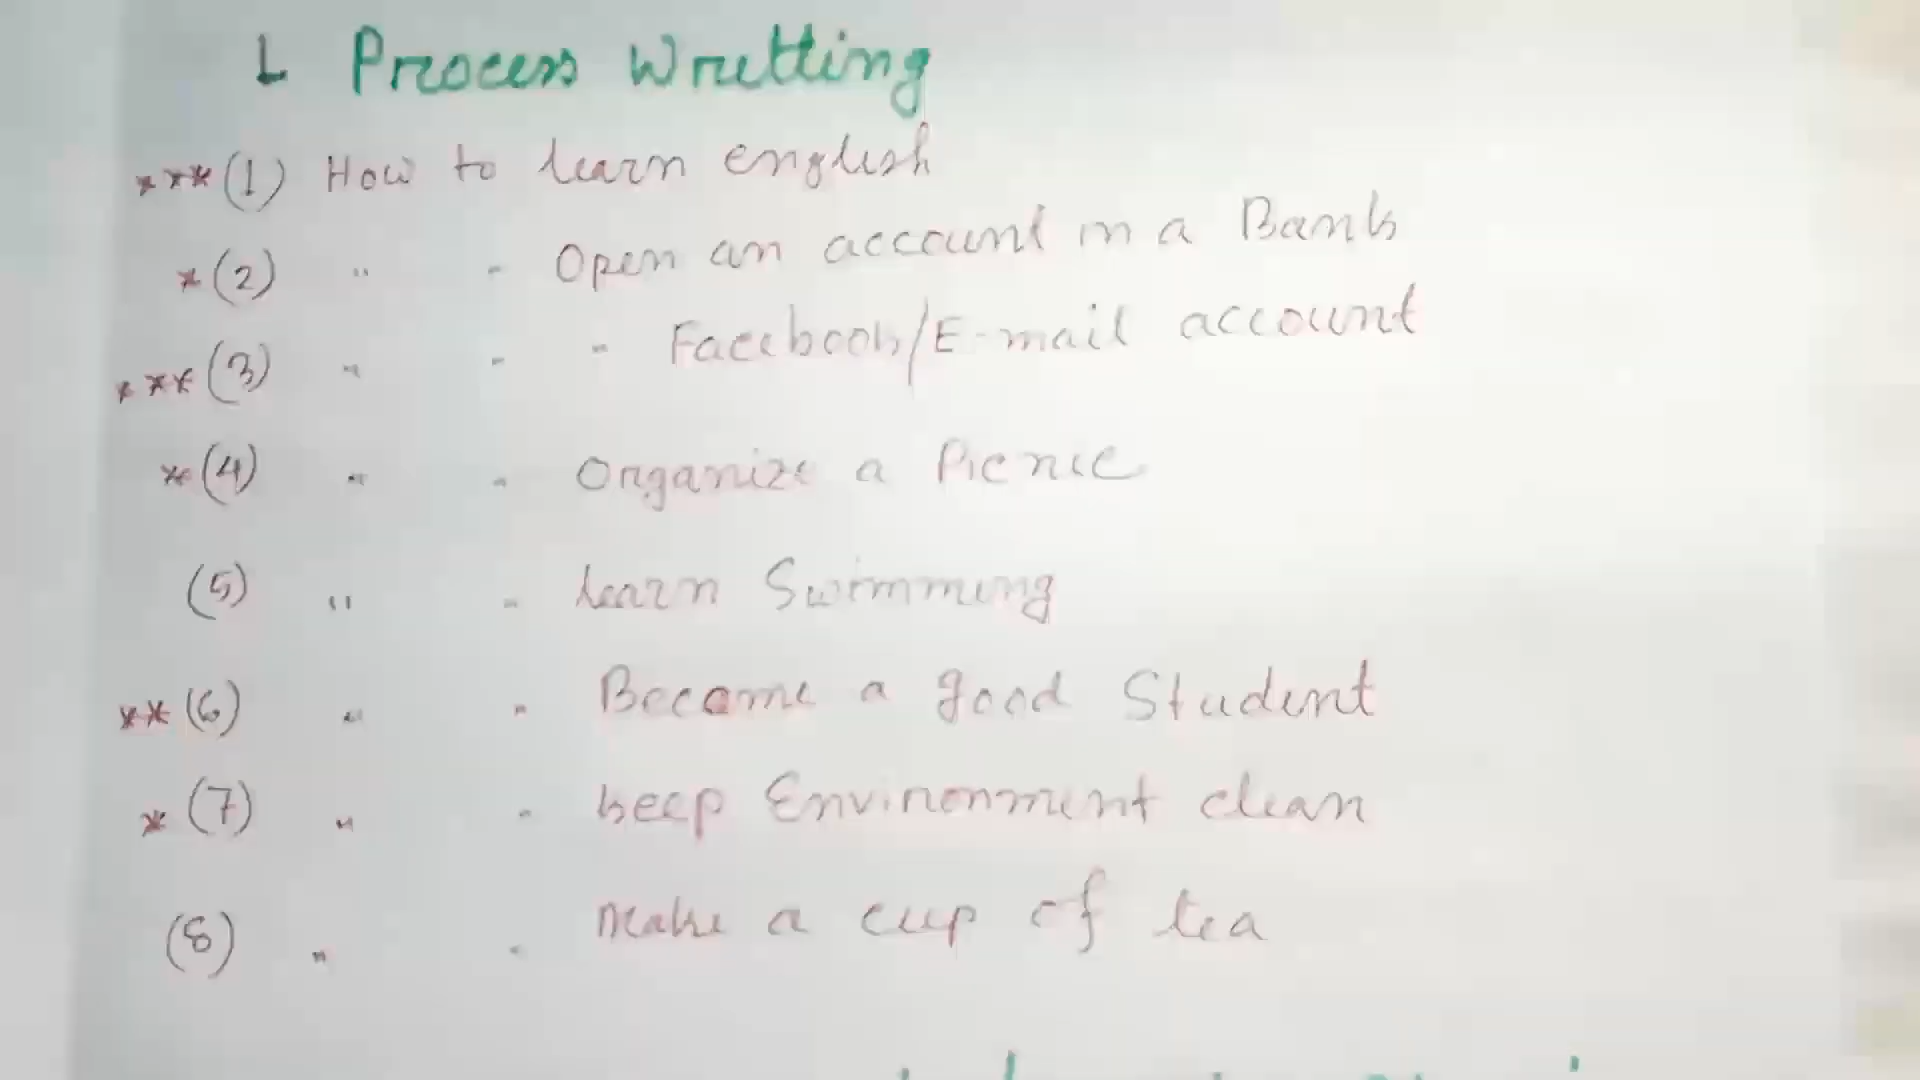 L Process Writting
***(1) How to learn english
*(2) " " Open an account in a Bank
***(3) " " " Facebook/E-mail account
*(4) " " Organize a Picnic
(5) " " learn Swimming
**(6) " " Become a good Student
*(7) " " keep Environment clean
(8) " " Make a cup of tea